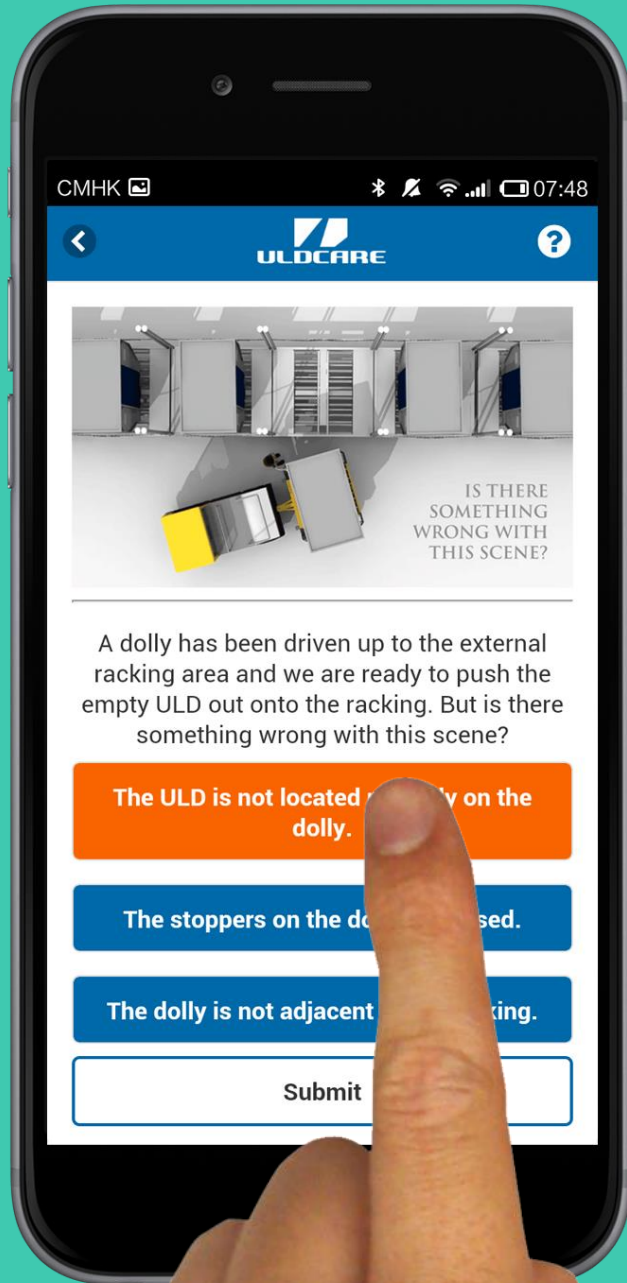 CMHK
07:48
ULDCARE
?
IS THERE
SOMETHING
WRONG WITH
THIS SCENE?
A dolly has been driven up to the external
racking area and we are ready to push the
empty ULD out onto the racking. But is there
something wrong with this scene?
The ULD is not located on the
dolly.
The stoppers on the
The dolly is not adjacent
Submit